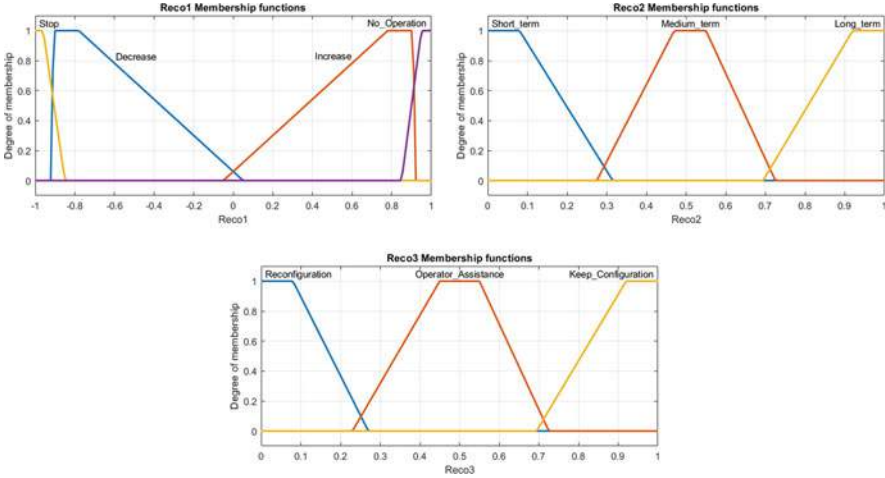 Reco1 Membership functions
Stop
No_Operation
Decrease
Increase
Degree of membership
1
0.8
0.6
0.4
0.2
0
-1 -0.8 -0.6 -0.4 -0.2 0 0.2 0.4 0.6 0.8 1
Reco1
Reco2 Membership functions
Short_term
Medium_term
Long_term
Degree of membership
1
0.8
0.6
0.4
0.2
0
0 0.1 0.2 0.3 0.4 0.5 0.6 0.7 0.8 0.9 1
Reco2
Reco3 Membership functions
Reconfiguration
Operator_Assistance
Keep_Configuration
Degree of membership
1
0.8
0.6
0.4
0.2
0
0 0.1 0.2 0.3 0.4 0.5 0.6 0.7 0.8 0.9 1
Reco3